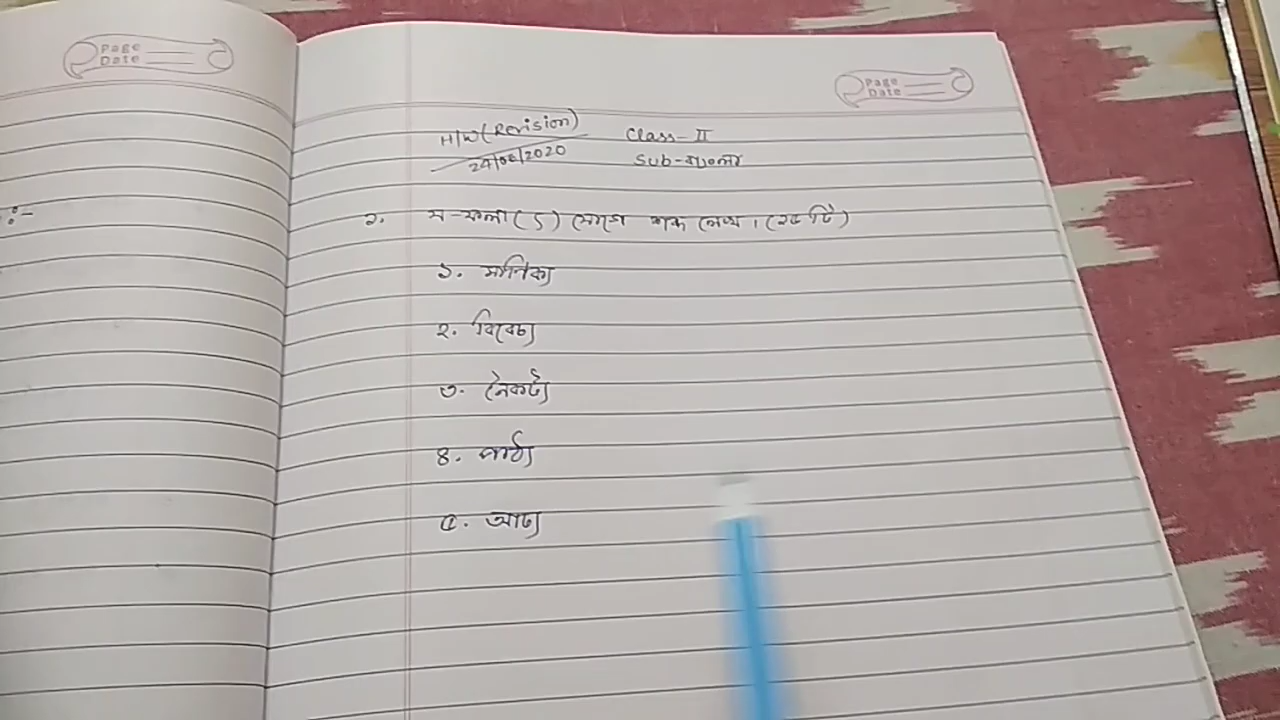 Page
Date
Page
Date
H/W (Revision)
Class - II
24/06/2020
Sub - বাংলা
:-
২. য-ফলা (্য) যোগে শব্দ লেখ। (২৫ টি)
১. মানিক্য
২. বিবেচ্য
৩. নৈকট্য
৪. পাঠ্য
৫. আঢ্য